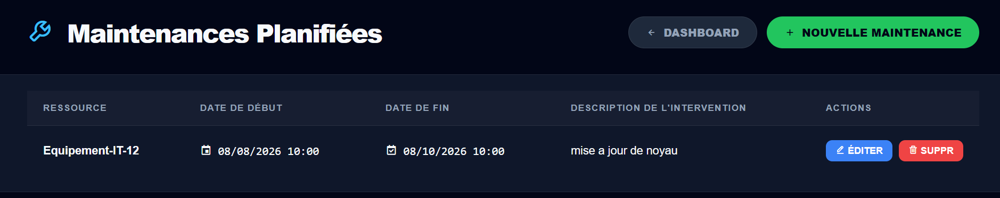 Maintenances Planifiées
← DASHBOARD
+ NOUVELLE MAINTENANCE
RESSOURCE DATE DE DÉBUT DATE DE FIN DESCRIPTION DE L'INTERVENTION ACTIONS
Equipement-IT-12 08/08/2026 10:00 08/10/2026 10:00 mise a jour de noyau ÉDITER SUPPR